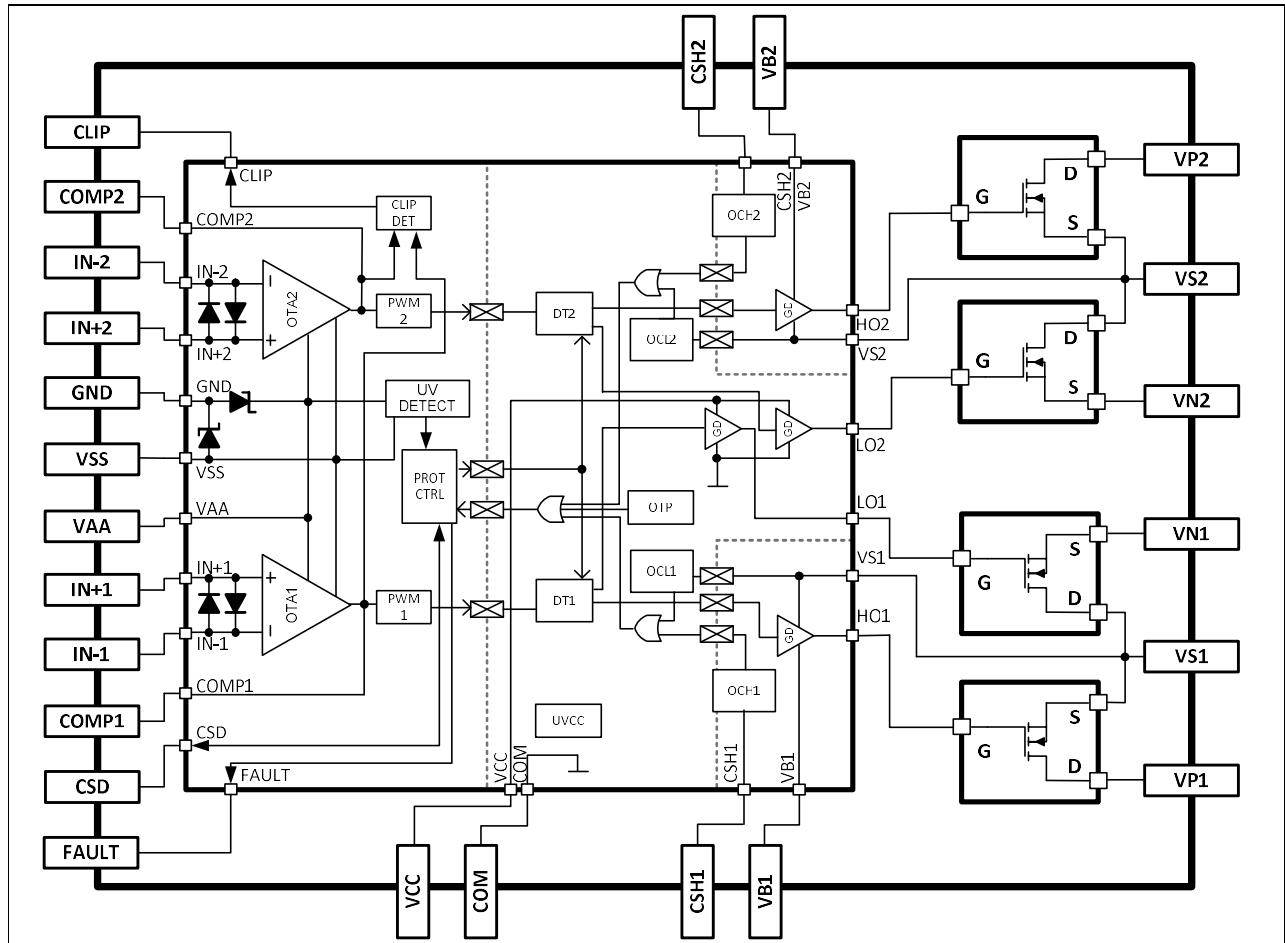 CSH2
VB2
CLIP
COMP2
IN-2
IN+2
GND
VSS
VAA
IN+1
IN-1
COMP1
CSD
FAULT
CLIP
COMP2
IN-2
IN+2
GND
VSS
VAA
IN+1
IN-1
COMP1
CSD
FAULT
CLIP
DET
OTA2
PWM
2
UV
DETECT
PROT
CTRL
OTA1
PWM
1
DT2
DT1
OCH2
CSH2
VB2
OCL2
GD
GD
GD
OTP
OCL1
GD
OCH1
UVCC
VCC
COM
CSH1
VB1
HO2
VS2
LO2
LO1
VS1
HO1
G
D
S
G
D
S
G
S
D
G
S
D
VP2
VS2
VN2
VN1
VS1
VP1
VCC
COM
CSH1
VB1